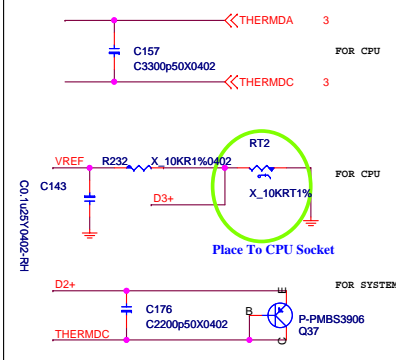 THERMDA 3
C157
C3300p50X0402
FOR CPU
THERMDC 3
RT2
VREF R232 X_10KR1%0402
FOR CPU
C143
X_10KRT1%
D3+
C0.1u25Y0402-RH
Place To CPU Socket
D2+
E
FOR SYSTEM
C176
C2200p50X0402
B
P-PMBS3906
Q37
THERMDC
C